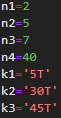 n1=2
n2=5
n3=7
n4=40
k1='5T'
k2='30T'
k3='45T'